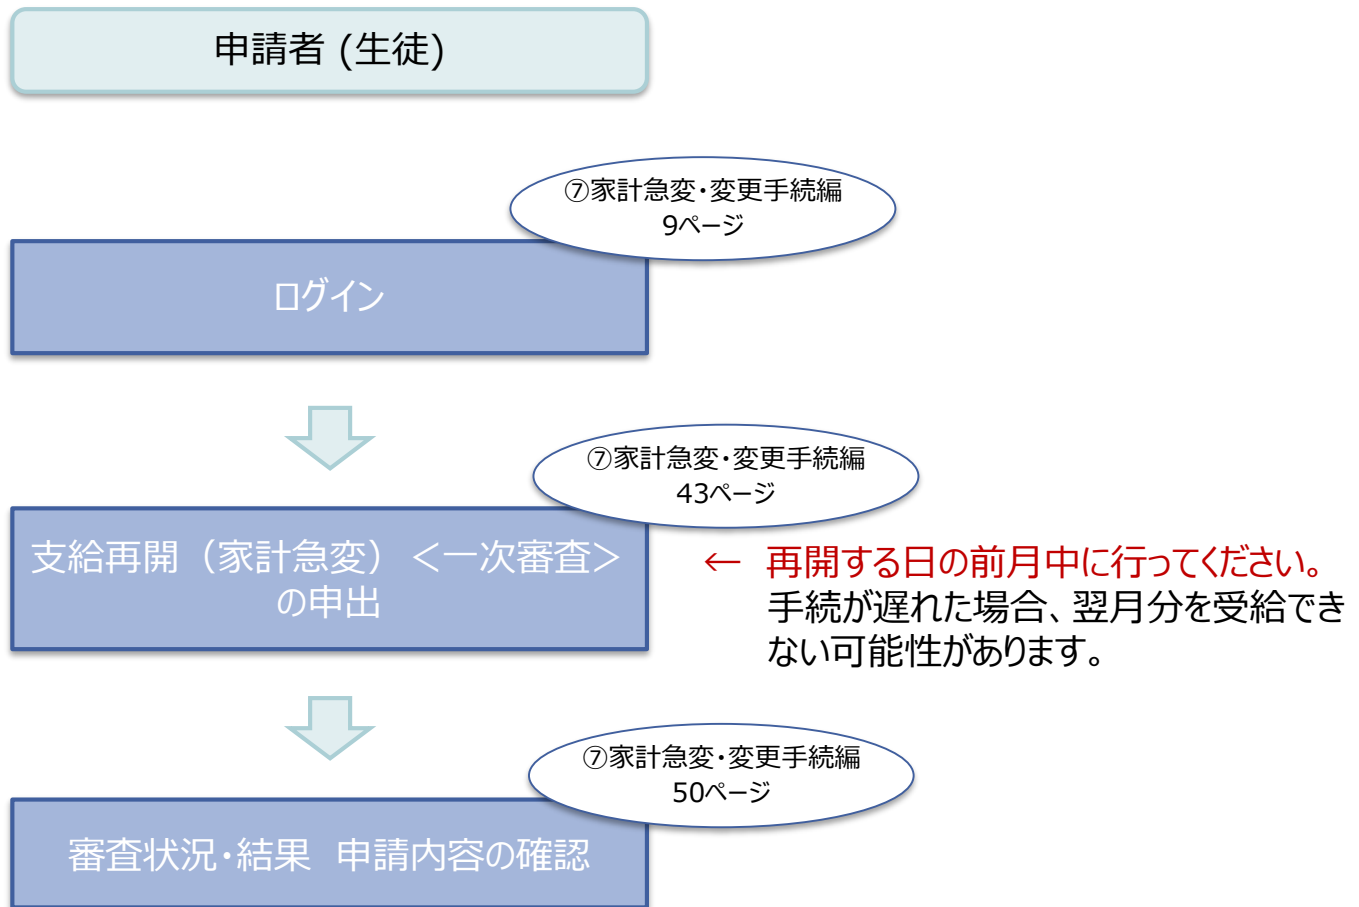 申請者 (生徒)
⑦家計急変・変更手続編
9ページ
ログイン
⑦家計急変・変更手続編
43ページ
支給再開（家計急変）＜一次審査＞
の申出
← 再開する日の前月中に行ってください。
手続が遅れた場合、翌月分を受給でき
ない可能性があります。
⑦家計急変・変更手続編
50ページ
審査状況・結果　申請内容の確認